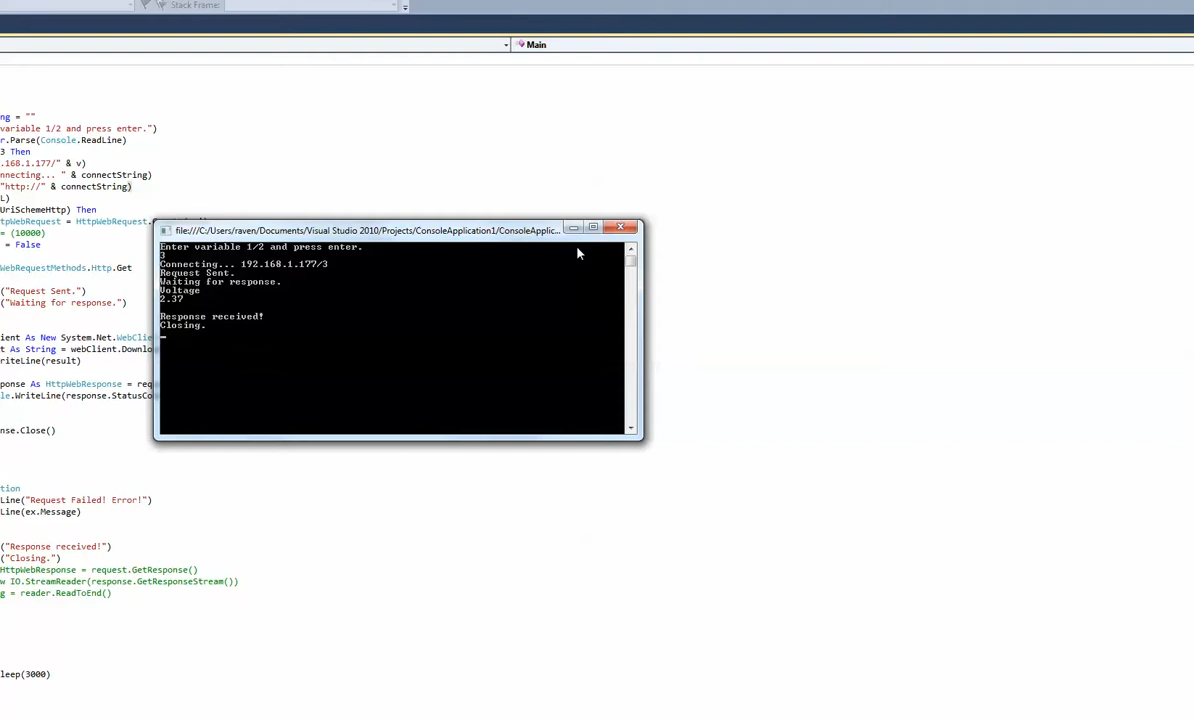 Stack Frame:
Main
ng = ""
variable 1/2 and press enter.")
r.Parse(Console.ReadLine)
3 Then
.168.1.177/" & v)
nnecting... " & connectString)
"http://" & connectString)
L)
UriSchemeHttp) Then
tpWebRequest = HttpWebRequest.
= (10000)
= False
WebRequestMethods.Http.Get
("Request Sent.")
("Waiting for response.")
ient As New System.Net.WebClie
t As String = webClient.Downlo
riteLine(result)
ponse As HttpWebResponse = req
le.WriteLine(response.StatusCo
nse.Close()
tion
Line("Request Failed! Error!")
Line(ex.Message)
("Response received!")
("Closing.")
HttpWebResponse = request.GetResponse()
w IO.StreamReader(response.GetResponseStream())
g = reader.ReadToEnd()
leep(3000)
file:///C:/Users/raven/Documents/Visual Studio 2010/Projects/ConsoleApplication1/ConsoleApplic...
Enter variable 1/2 and press enter.
3
Connecting... 192.168.1.177/3
Request Sent.
Waiting for response.
Voltage
2.37
Response received!
Closing.